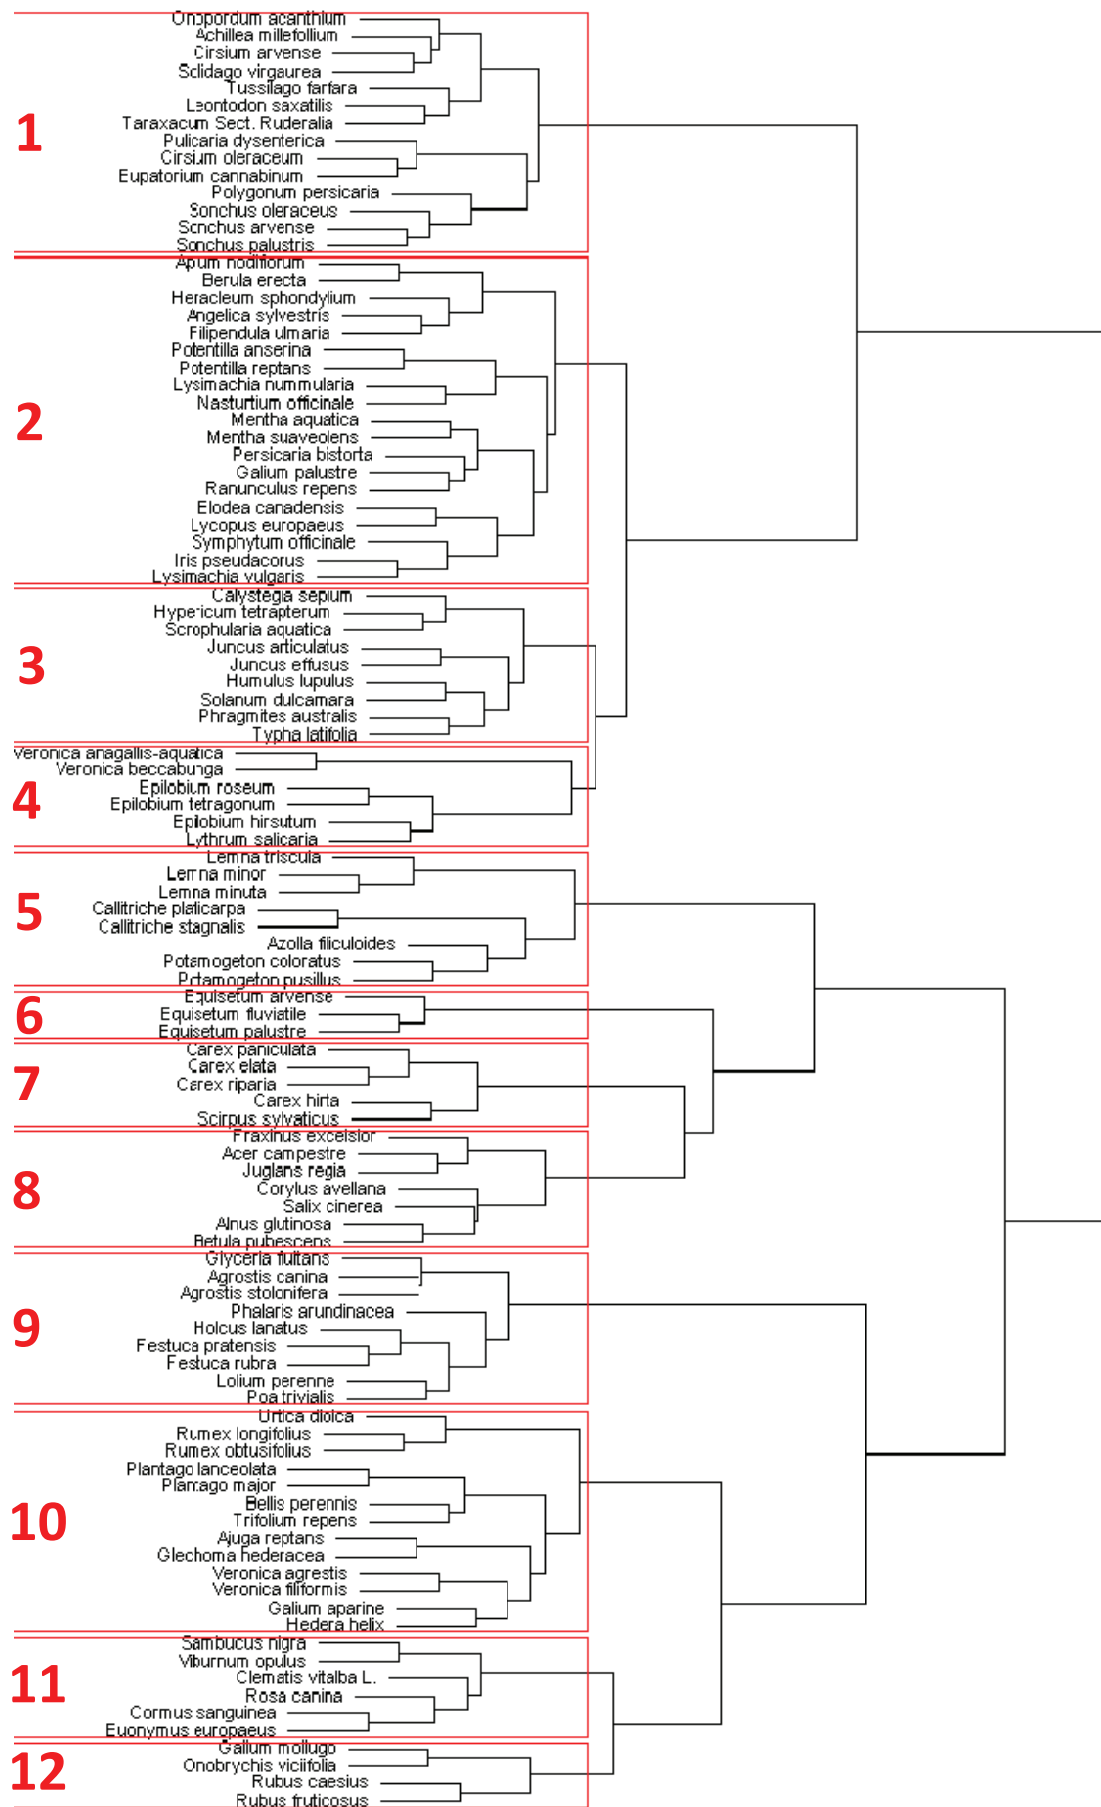 Onopordum acanthium
Achillea millefollium
Cirsium arvense
Solidago virgaurea
Tussilago farfara
Leontodon saxatilis
Taraxacum Sect. Ruderalia
1
Pulicaria dysenterica
Cirsium oleraceum
Eupatorium cannabinum
Polygonum persicaria
Sonchus oleraceus
Sonchus arvense
Sonchus palustris
Apum nodiflorum
Berula erecta
Heracleum sphondylium
Angelica sylvestris
Filipendula ulmaria
Potentilla anserina
Potentilla reptans
Lysimachia nummularia
Nasturtium officinale
2
Mentha aquatica
Mentha suaveolens
Persicaria bistorta
Galium palustre
Ranunculus repens
Elodea canadensis
Lycopus europaeus
Symphytum officinale
Iris pseudacorus
Lysimachia vulgaris
Calystegia sepium
Hypericum tetrapterum
Scrophularia aquatica
Juncus articulatus
Juncus effusus
3
Humulus lupulus
Solanum dulcamara
Phragmites australis
Typha latifolia
Veronica anagallis-aquatica
Veronica beccabunga
Epilobium roseum
4
Epilobium tetragonum
Epilobium hirsutum
Lythrum salicaria
Lemna triscula
Lemna minor
Lemna minuta
Callitriche platicarpa
5
Callitriche stagnalis
Azolla filiculoides
Potamogeton coloratus
Potamogeton pusillus
Equisetum arvense
Equisetum fluviatile
6
Equisetum palustre
Carex paniculata
Carex elata
Carex riparia
7
Carex hirta
Scirpus sylvaticus
Fraxinus excelsior
Acer campestre
Juglans regia
Corylus avellana
8
Salix cinerea
Alnus glutinosa
Betula pubescens
Glyceria fluitans
Agrostis canina
Agrostis stolonifera
Phalaris arundinacea
9
Holcus lanatus
Festuca pratensis
Festuca rubra
Lolium perenne
Poa trivialis
Urtica dioica
Rumex longifolius
Rumex obtusifolius
Plantago lanceolata
Plantago major
Bellis perennis
10
Trifolium repens
Ajuga reptans
Glechoma hederacea
Veronica agrestis
Veronica filiformis
Galium aparine
Hedera helix
Sambucus nigra
Viburnum opulus
Clematis vitalba L.
11
Rosa canina
Cormus sanguinea
Euonymus europaeus
Galium mollugo
Onobrychis viciifolia
12
Rubus caesius
Rubus fruticosus